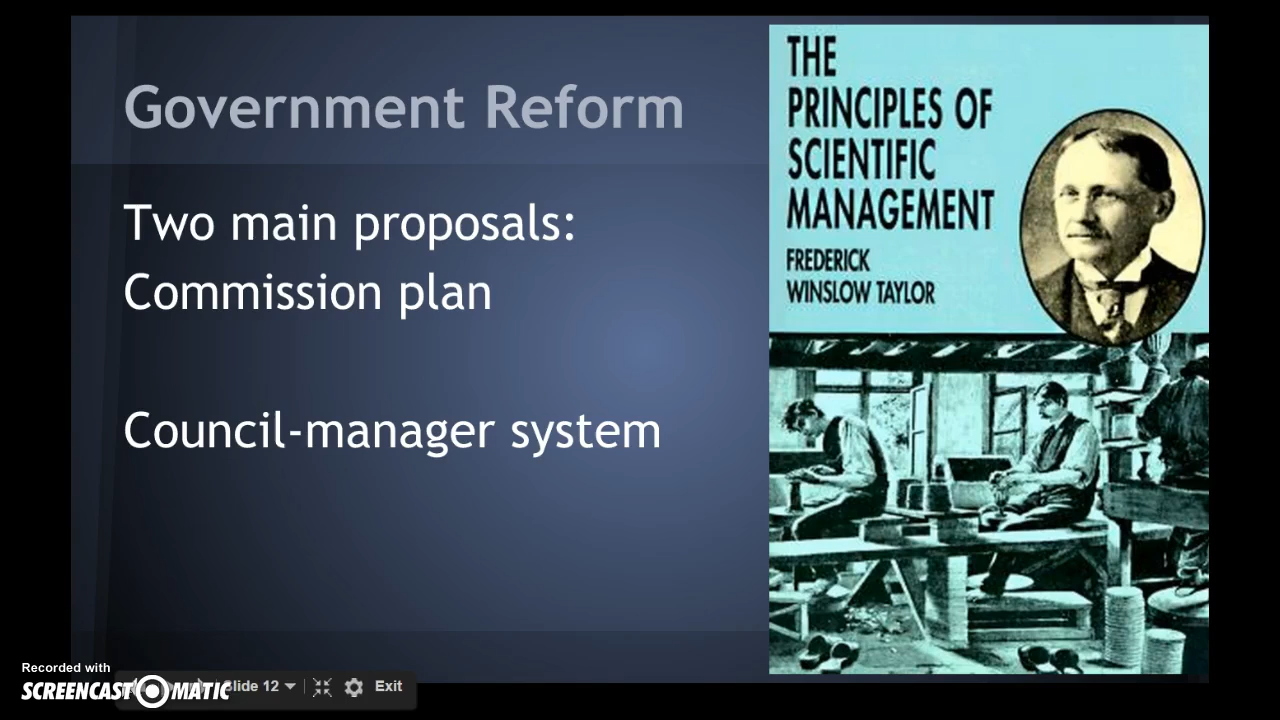 Government Reform
Two main proposals:
Commission plan
Council-manager system
THE
PRINCIPLES OF
SCIENTIFIC
MANAGEMENT
FREDERICK
WINSLOW TAYLOR
Recorded with
SCREENCAST-O-MATIC
Slide 12
Exit